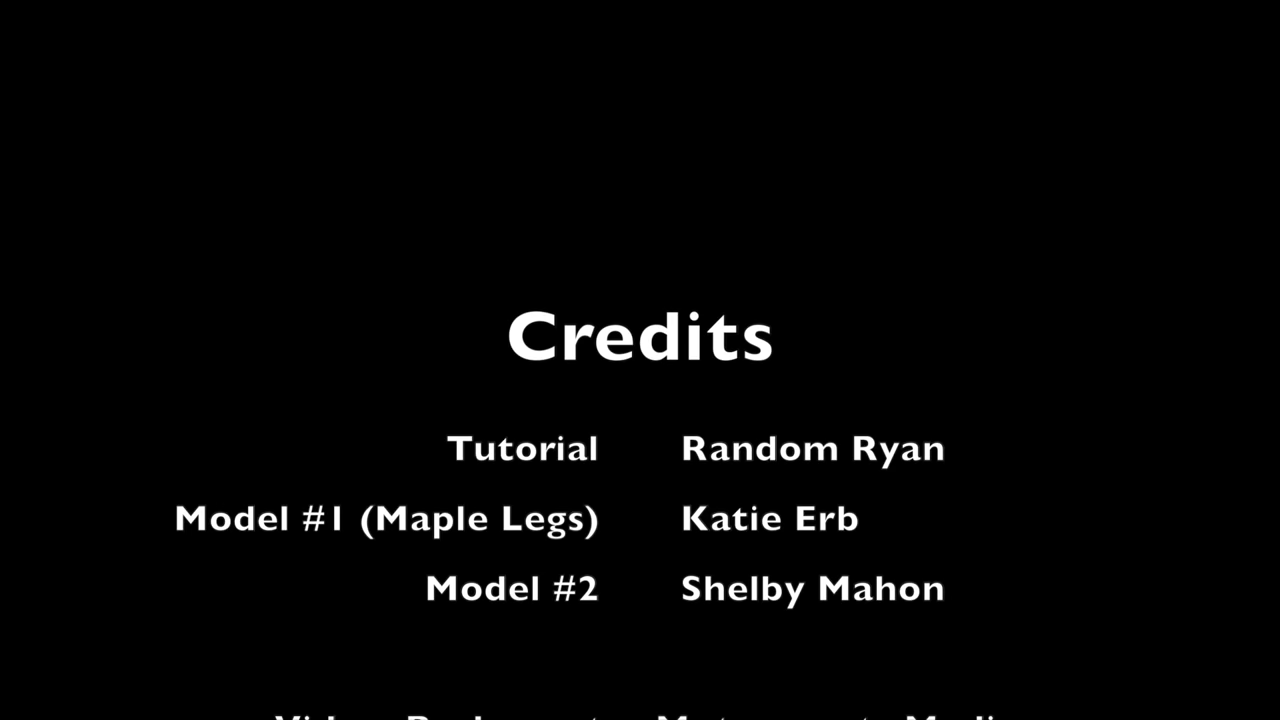 Credits
Tutorial Random Ryan
Model #1 (Maple Legs) Katie Erb
Model #2 Shelby Mahon